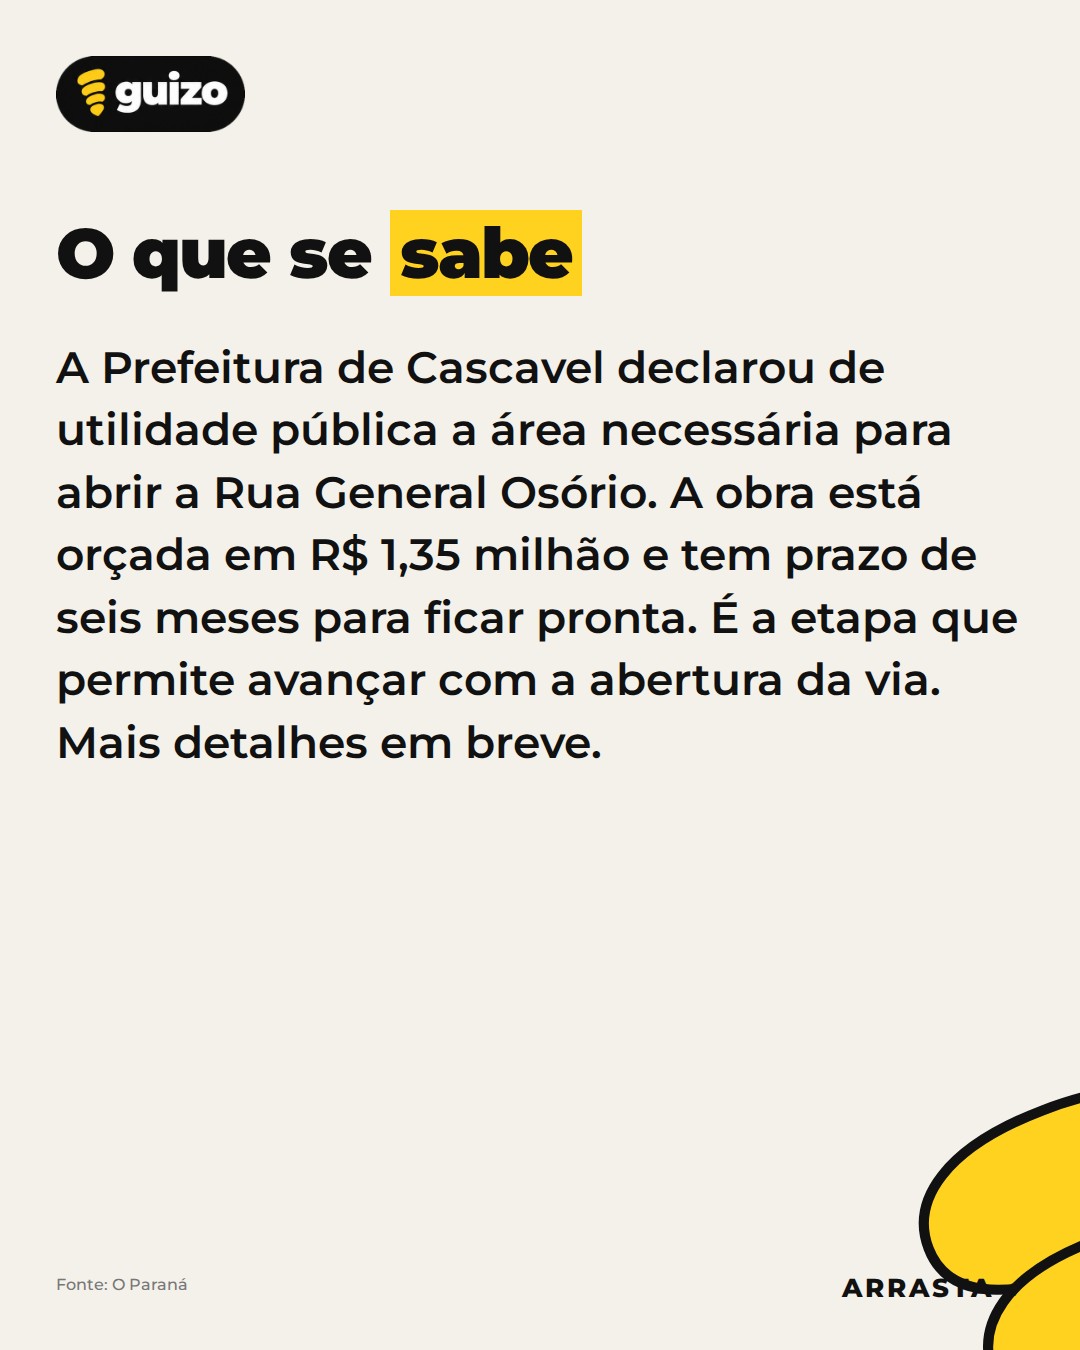 guizo
O que se sabe
A Prefeitura de Cascavel declarou de
utilidade pública a área necessária para
abrir a Rua General Osório. A obra está
orçada em R$ 1,35 milhão e tem prazo de
seis meses para ficar pronta. É a etapa que
permite avançar com a abertura da via.
Mais detalhes em breve.
Fonte: O Paraná
ARRASTA